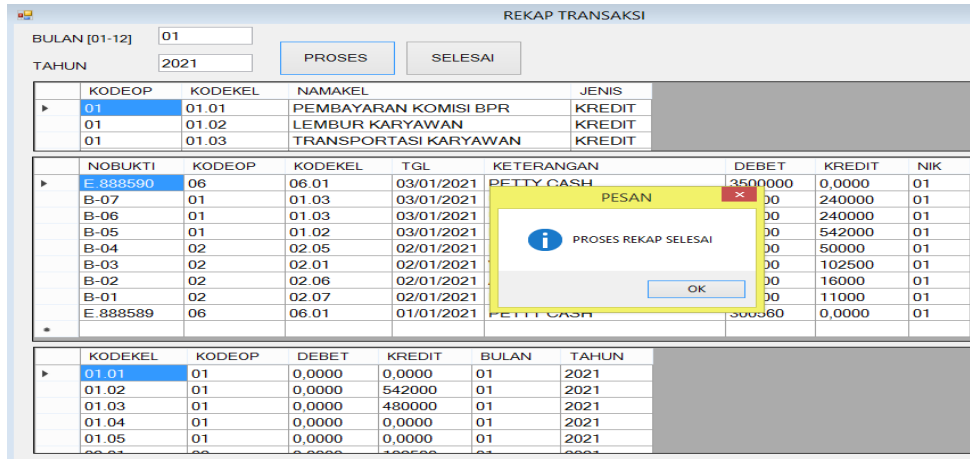 REKAP TRANSAKSI
BULAN [01-12] 01
TAHUN 2021 PROSES SELESAI
KODEOP KODEKEL NAMAKEL JENIS
01 01.01 PEMBAYARAN KOMISI BPR KREDIT
01 01.02 LEMBUR KARYAWAN KREDIT
01 01.03 TRANSPORTASI KARYAWAN KREDIT
NOBUKTI KODEOP KODEKEL TGL KETERANGAN DEBET KREDIT NIK
E.888590 06 06.01 03/01/2021 PETTY CASH 3500000 0,0000 01
B-07 01 01.03 03/01/2021 240000 01
B-06 01 01.03 03/01/2021 240000 01
B-05 01 01.02 03/01/2021 542000 01
B-04 02 02.05 02/01/2021 50000 01
B-03 02 02.01 02/01/2021 102500 01
B-02 02 02.06 02/01/2021 16000 01
B-01 02 02.07 02/01/2021 11000 01
E.888589 06 06.01 01/01/2021 PETTY CASH 300560 0,0000 01
PESAN
PROSES REKAP SELESAI
OK
KODEKEL KODEOP DEBET KREDIT BULAN TAHUN
01.01 01 0,0000 0,0000 01 2021
01.02 01 0,0000 542000 01 2021
01.03 01 0,0000 480000 01 2021
01.04 01 0,0000 0,0000 01 2021
01.05 01 0,0000 0,0000 01 2021